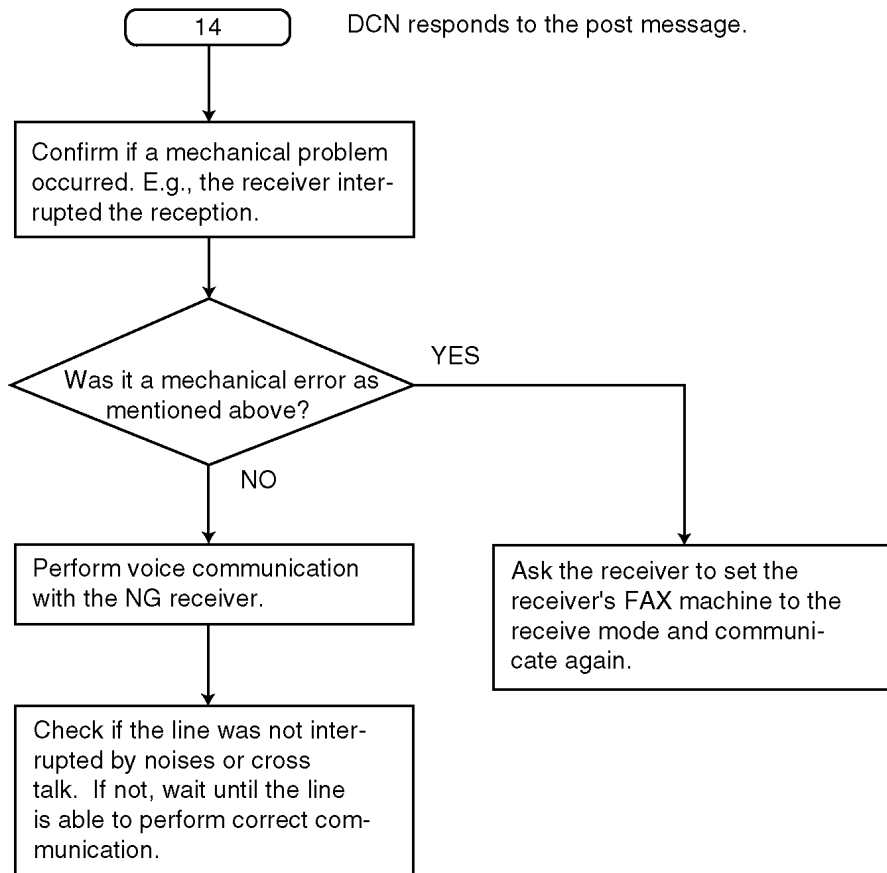 14
DCN responds to the post message.
Confirm if a mechanical problem
occurred. E.g., the receiver inter-
rupted the reception.
YES
Was it a mechanical error as
mentioned above?
NO
Perform voice communication
with the NG receiver.
Ask the receiver to set the
receiver's FAX machine to the
receive mode and communi-
cate again.
Check if the line was not inter-
rupted by noises or cross
talk.  If not, wait until the line
is able to perform correct com-
munication.